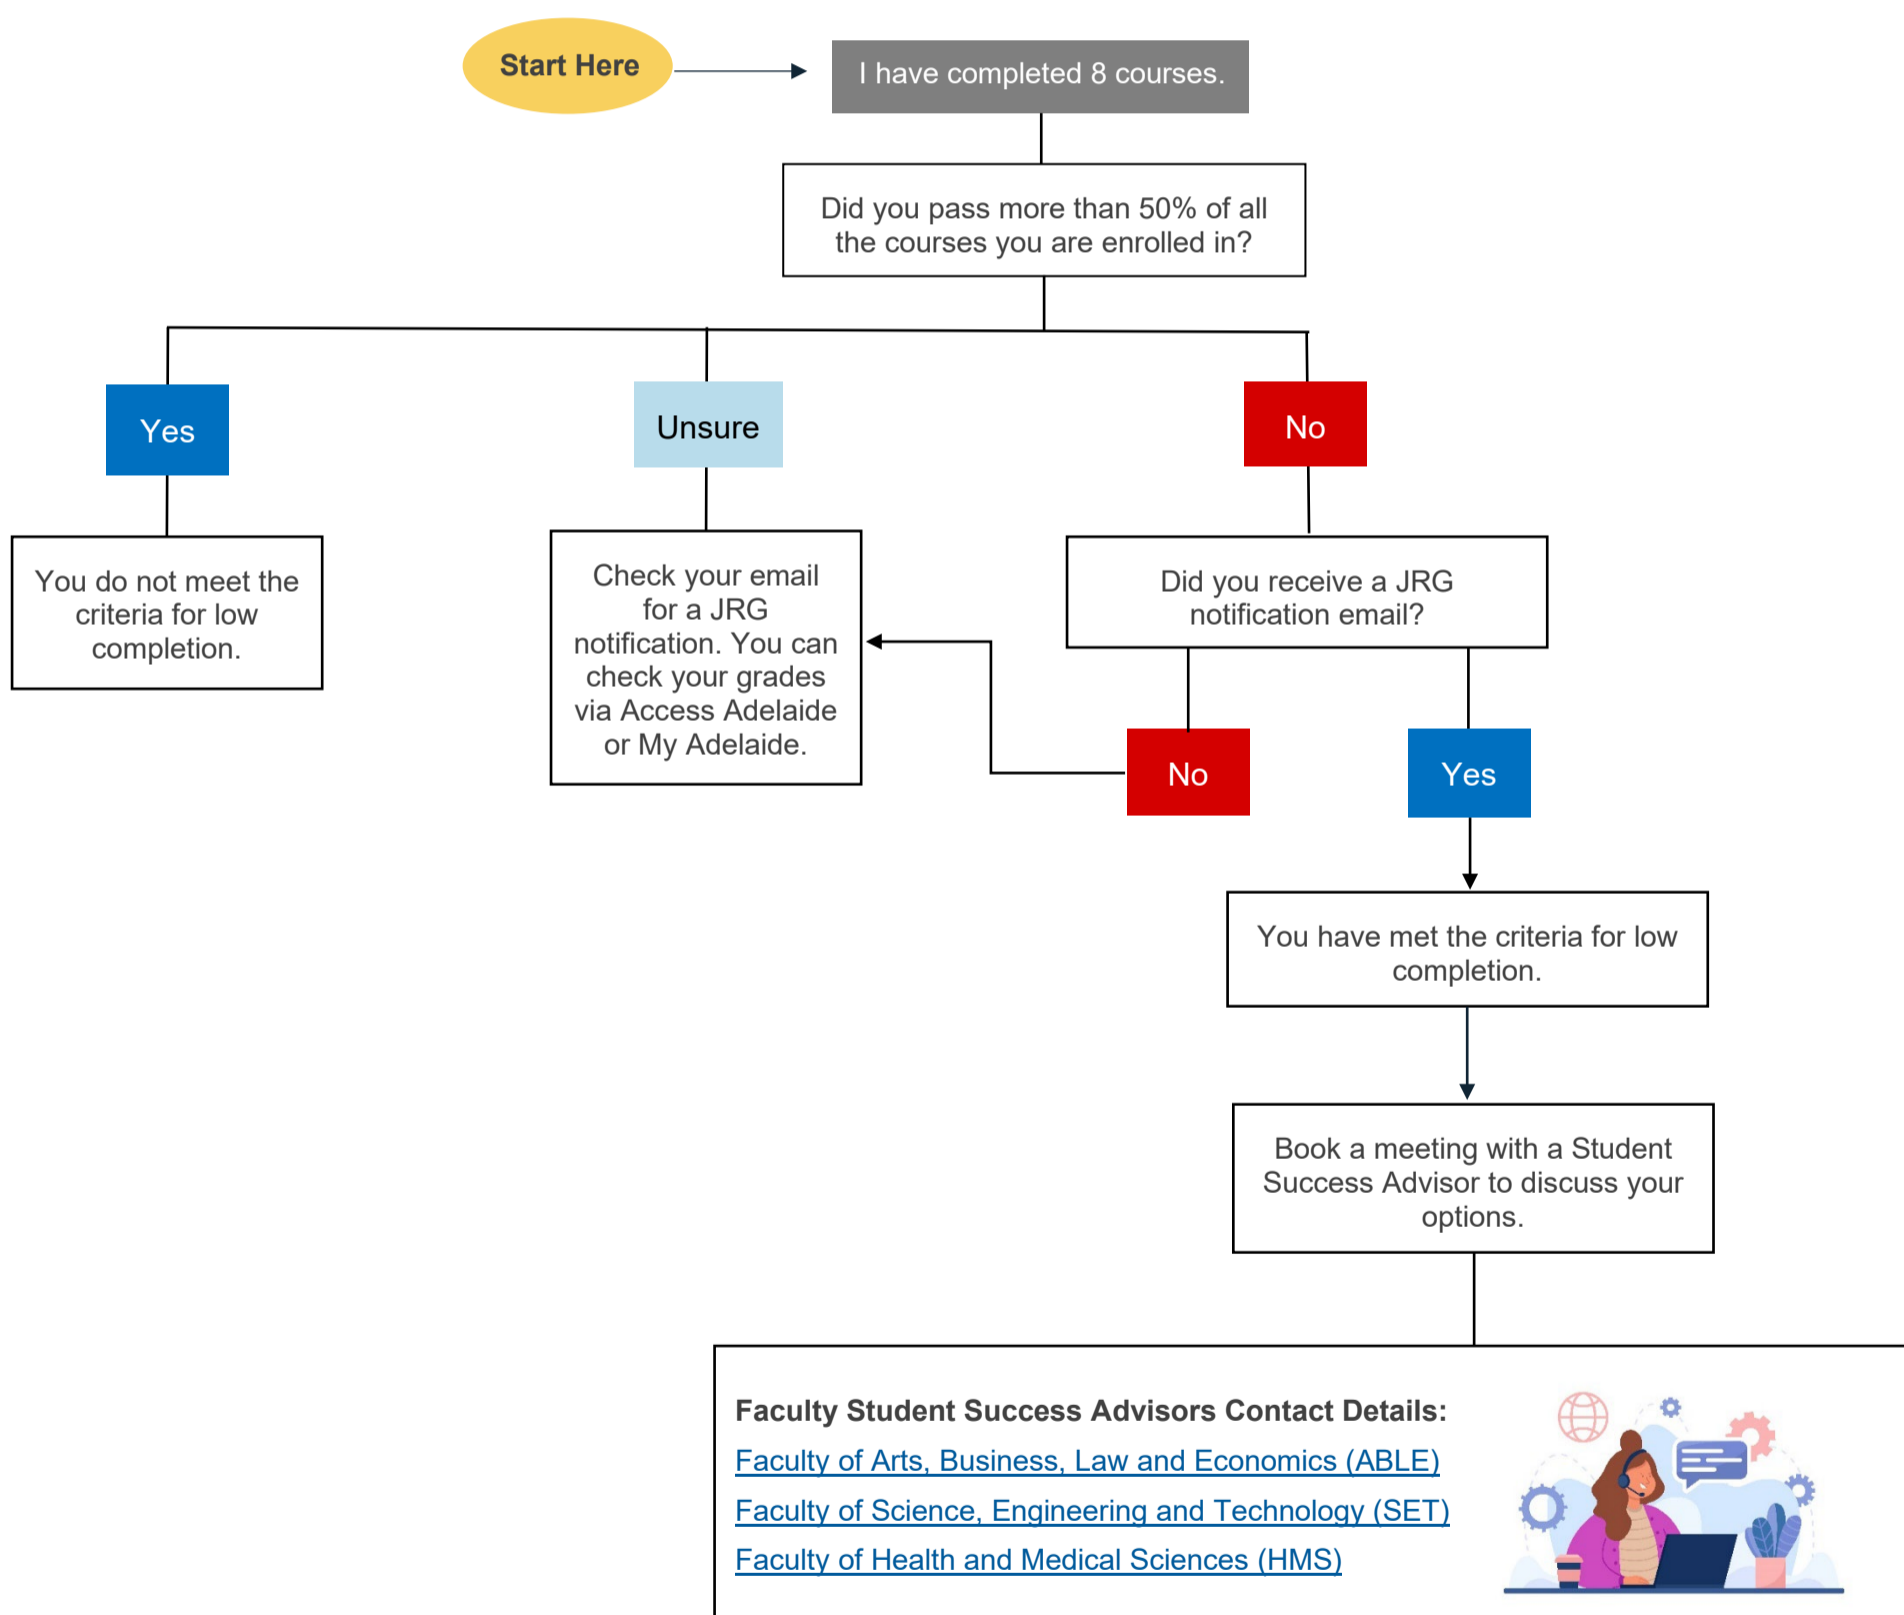 Start Here
I have completed 8 courses.
Did you pass more than 50% of all
the courses you are enrolled in?
Yes
Unsure
No
You do not meet the
criteria for low
completion.
Check your email
for a JRG
notification. You can
check your grades
via Access Adelaide
or My Adelaide.
Did you receive a JRG
notification email?
No
Yes
You have met the criteria for low
completion.
Book a meeting with a Student
Success Advisor to discuss your
options.
Faculty Student Success Advisors Contact Details:
Faculty of Arts, Business, Law and Economics (ABLE)
Faculty of Science, Engineering and Technology (SET)
Faculty of Health and Medical Sciences (HMS)